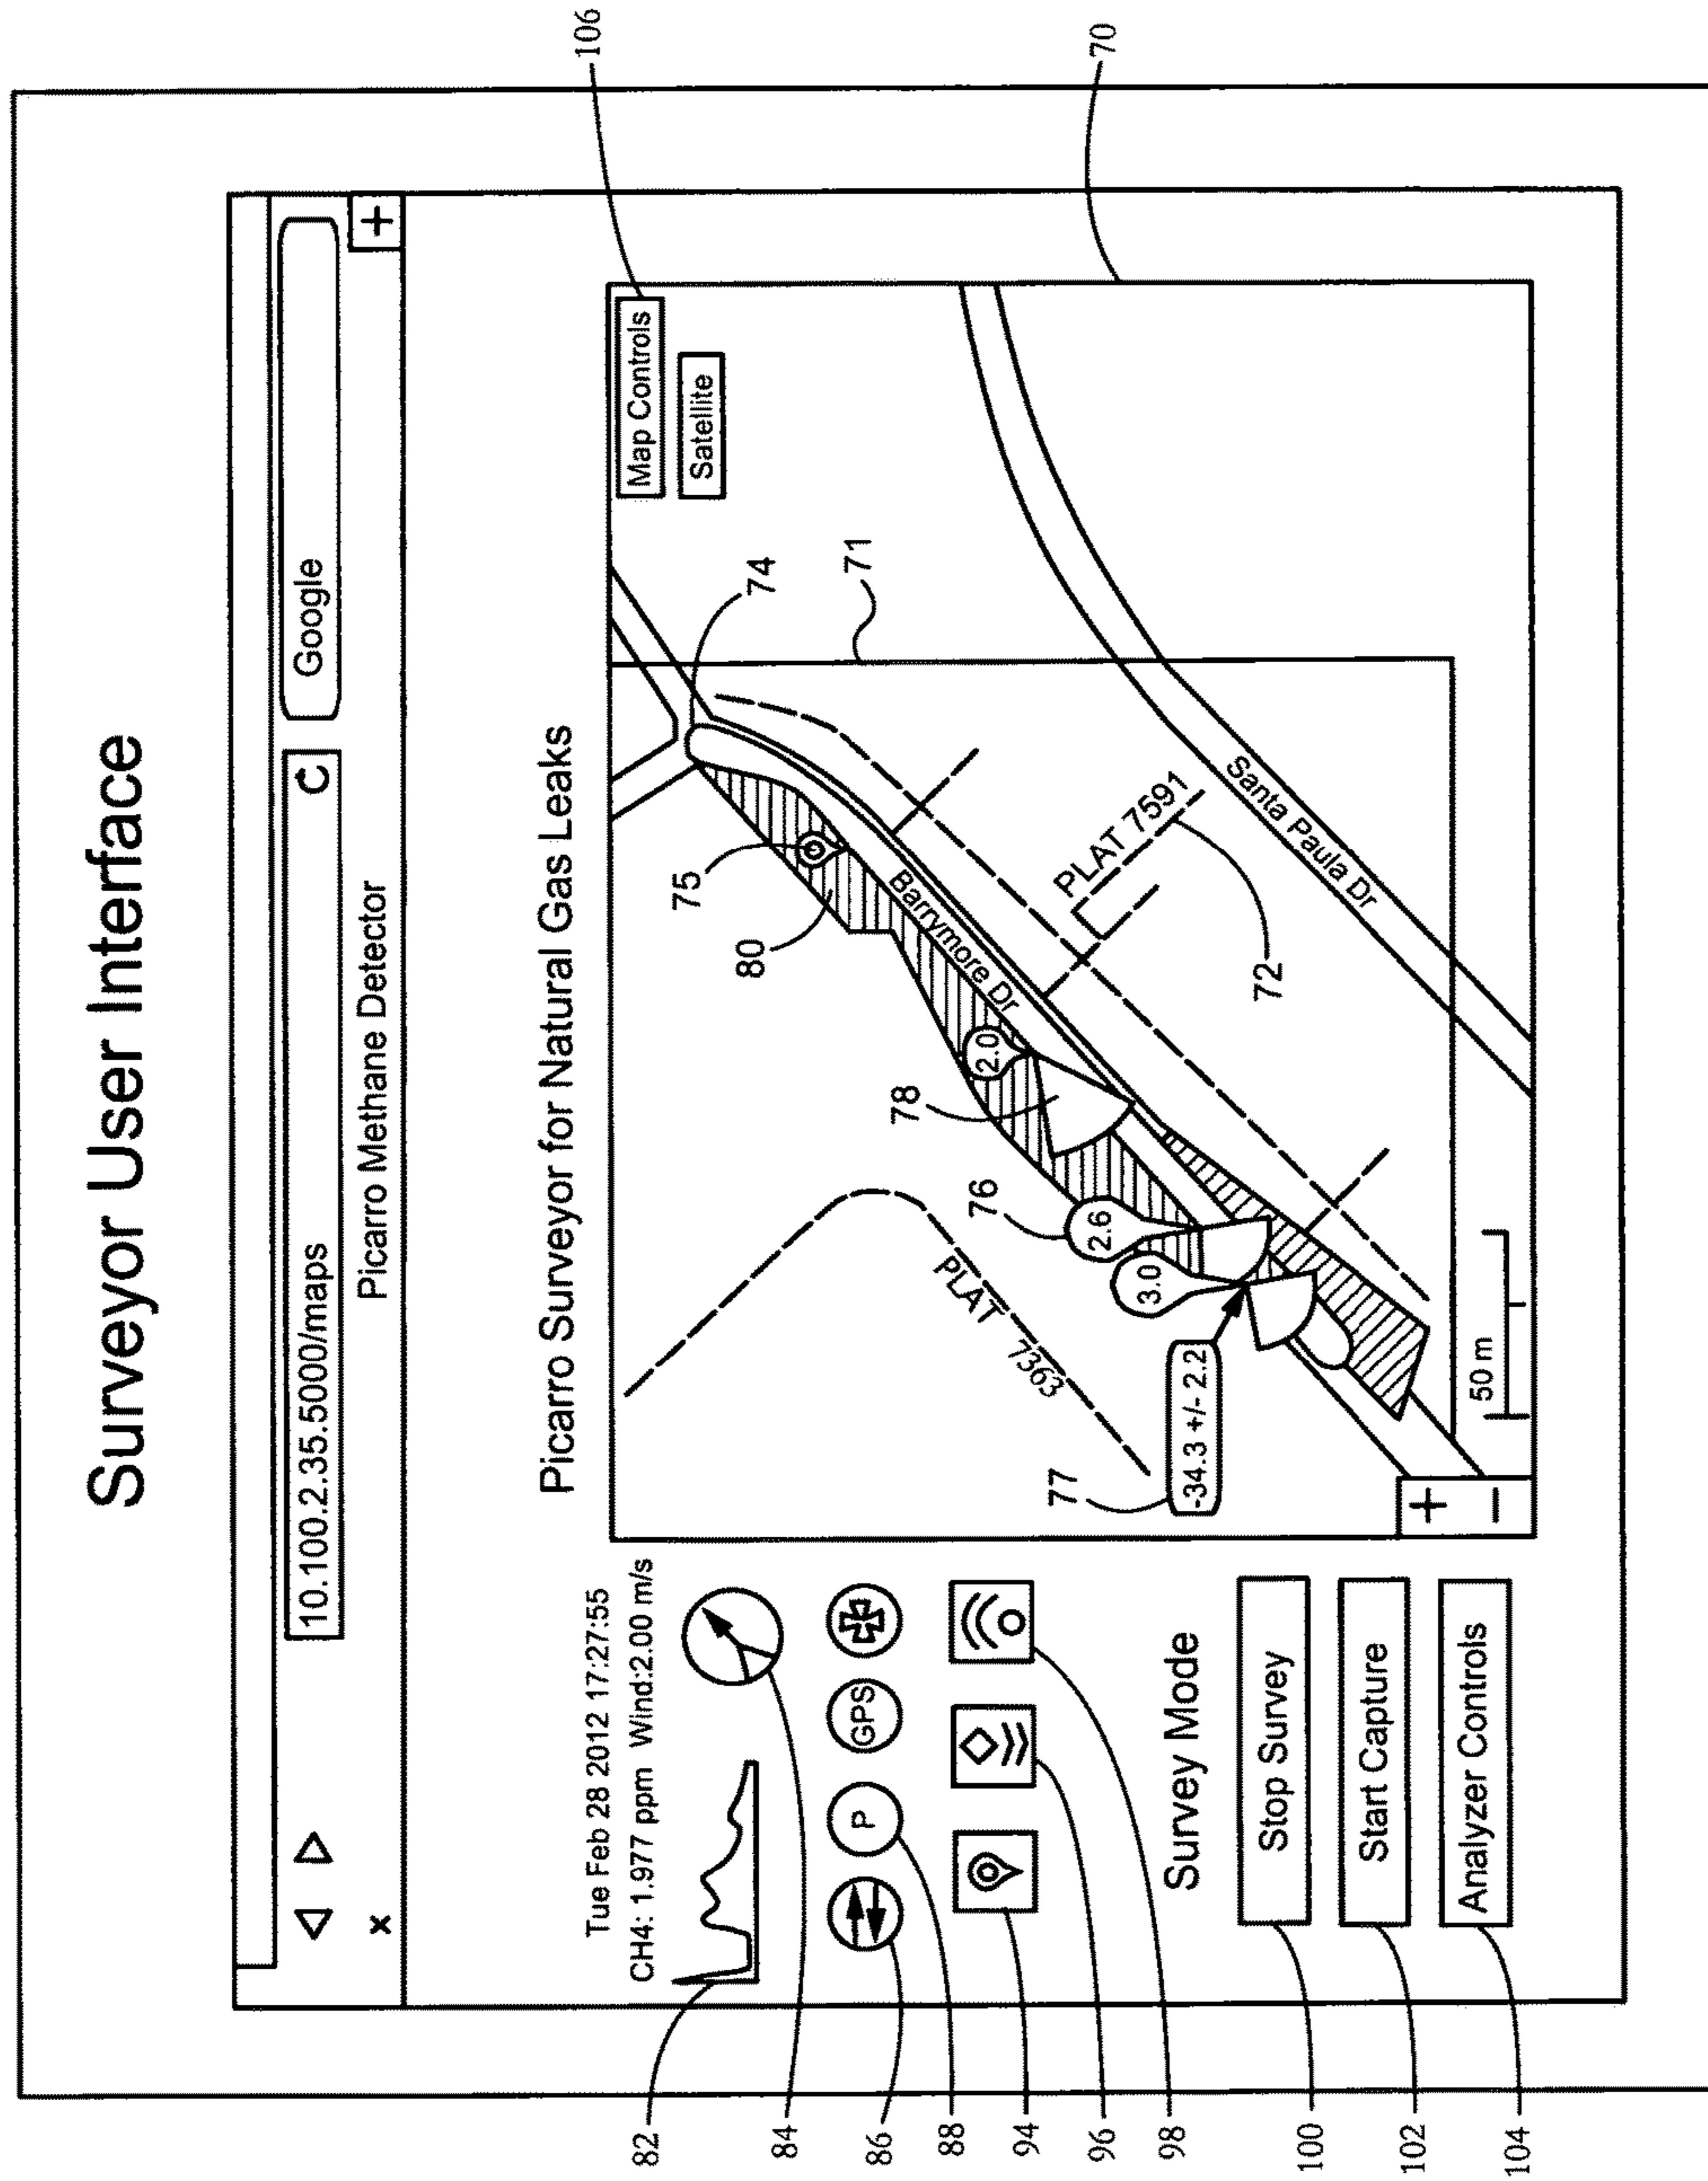 Surveyor User Interface
10.100.2.35.5000/maps
C
Google
x
Picarro Methane Detector
+
Picarro Surveyor for Natural Gas Leaks
Tue Feb 28 2012 17:27:55
CH4: 1.977 ppm Wind:2.00 m/s
P
GPS
Survey Mode
Stop Survey
Start Capture
Analyzer Controls
Map Controls
Satellite
106
70
74
71
75
80
Barrymore Dr
2.0
78
76
2.6
3.0
PLAT 7363
PLAT 7591
72
Santa Paula Dr
77
-34.3 +/- 2.2
50 m
+
−
82
84
86
88
94
96
98
100
102
104